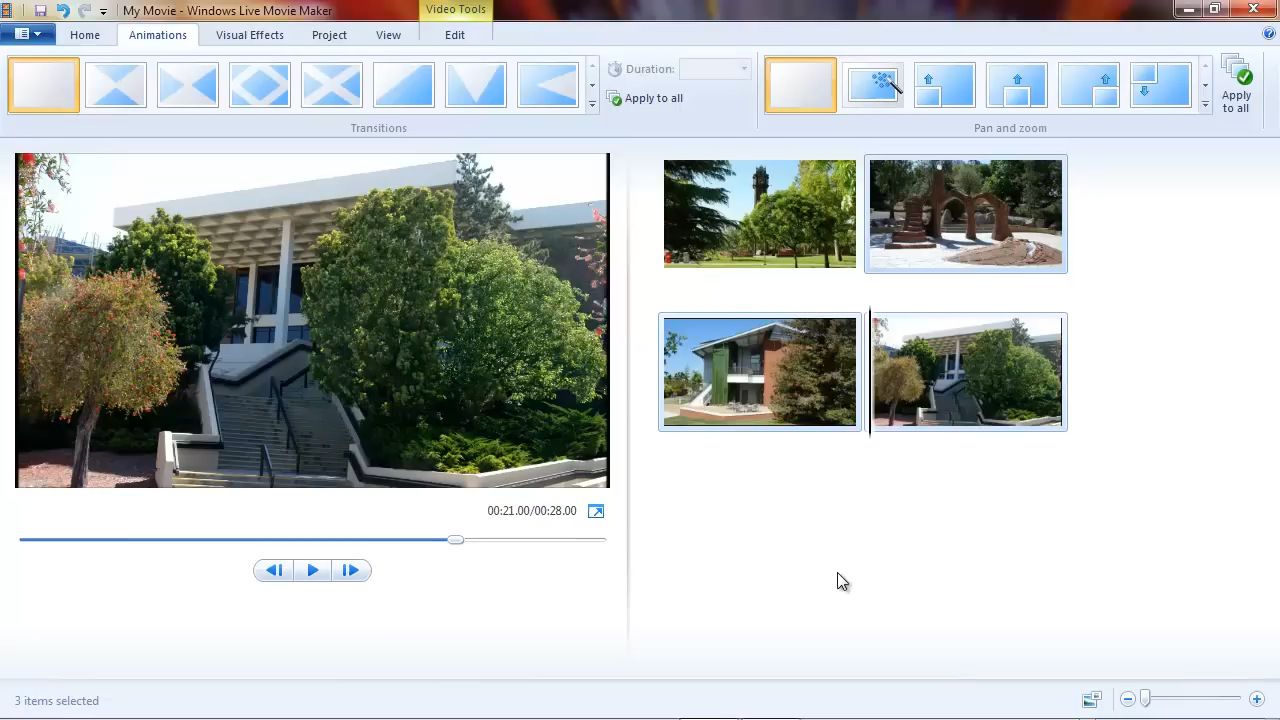 My Movie - Windows Live Movie Maker
Video Tools
Home
Animations
Visual Effects
Project
View
Edit
Duration:
Apply to all
Transitions
Pan and zoom
Apply
to all
00:21.00/00:28.00
3 items selected